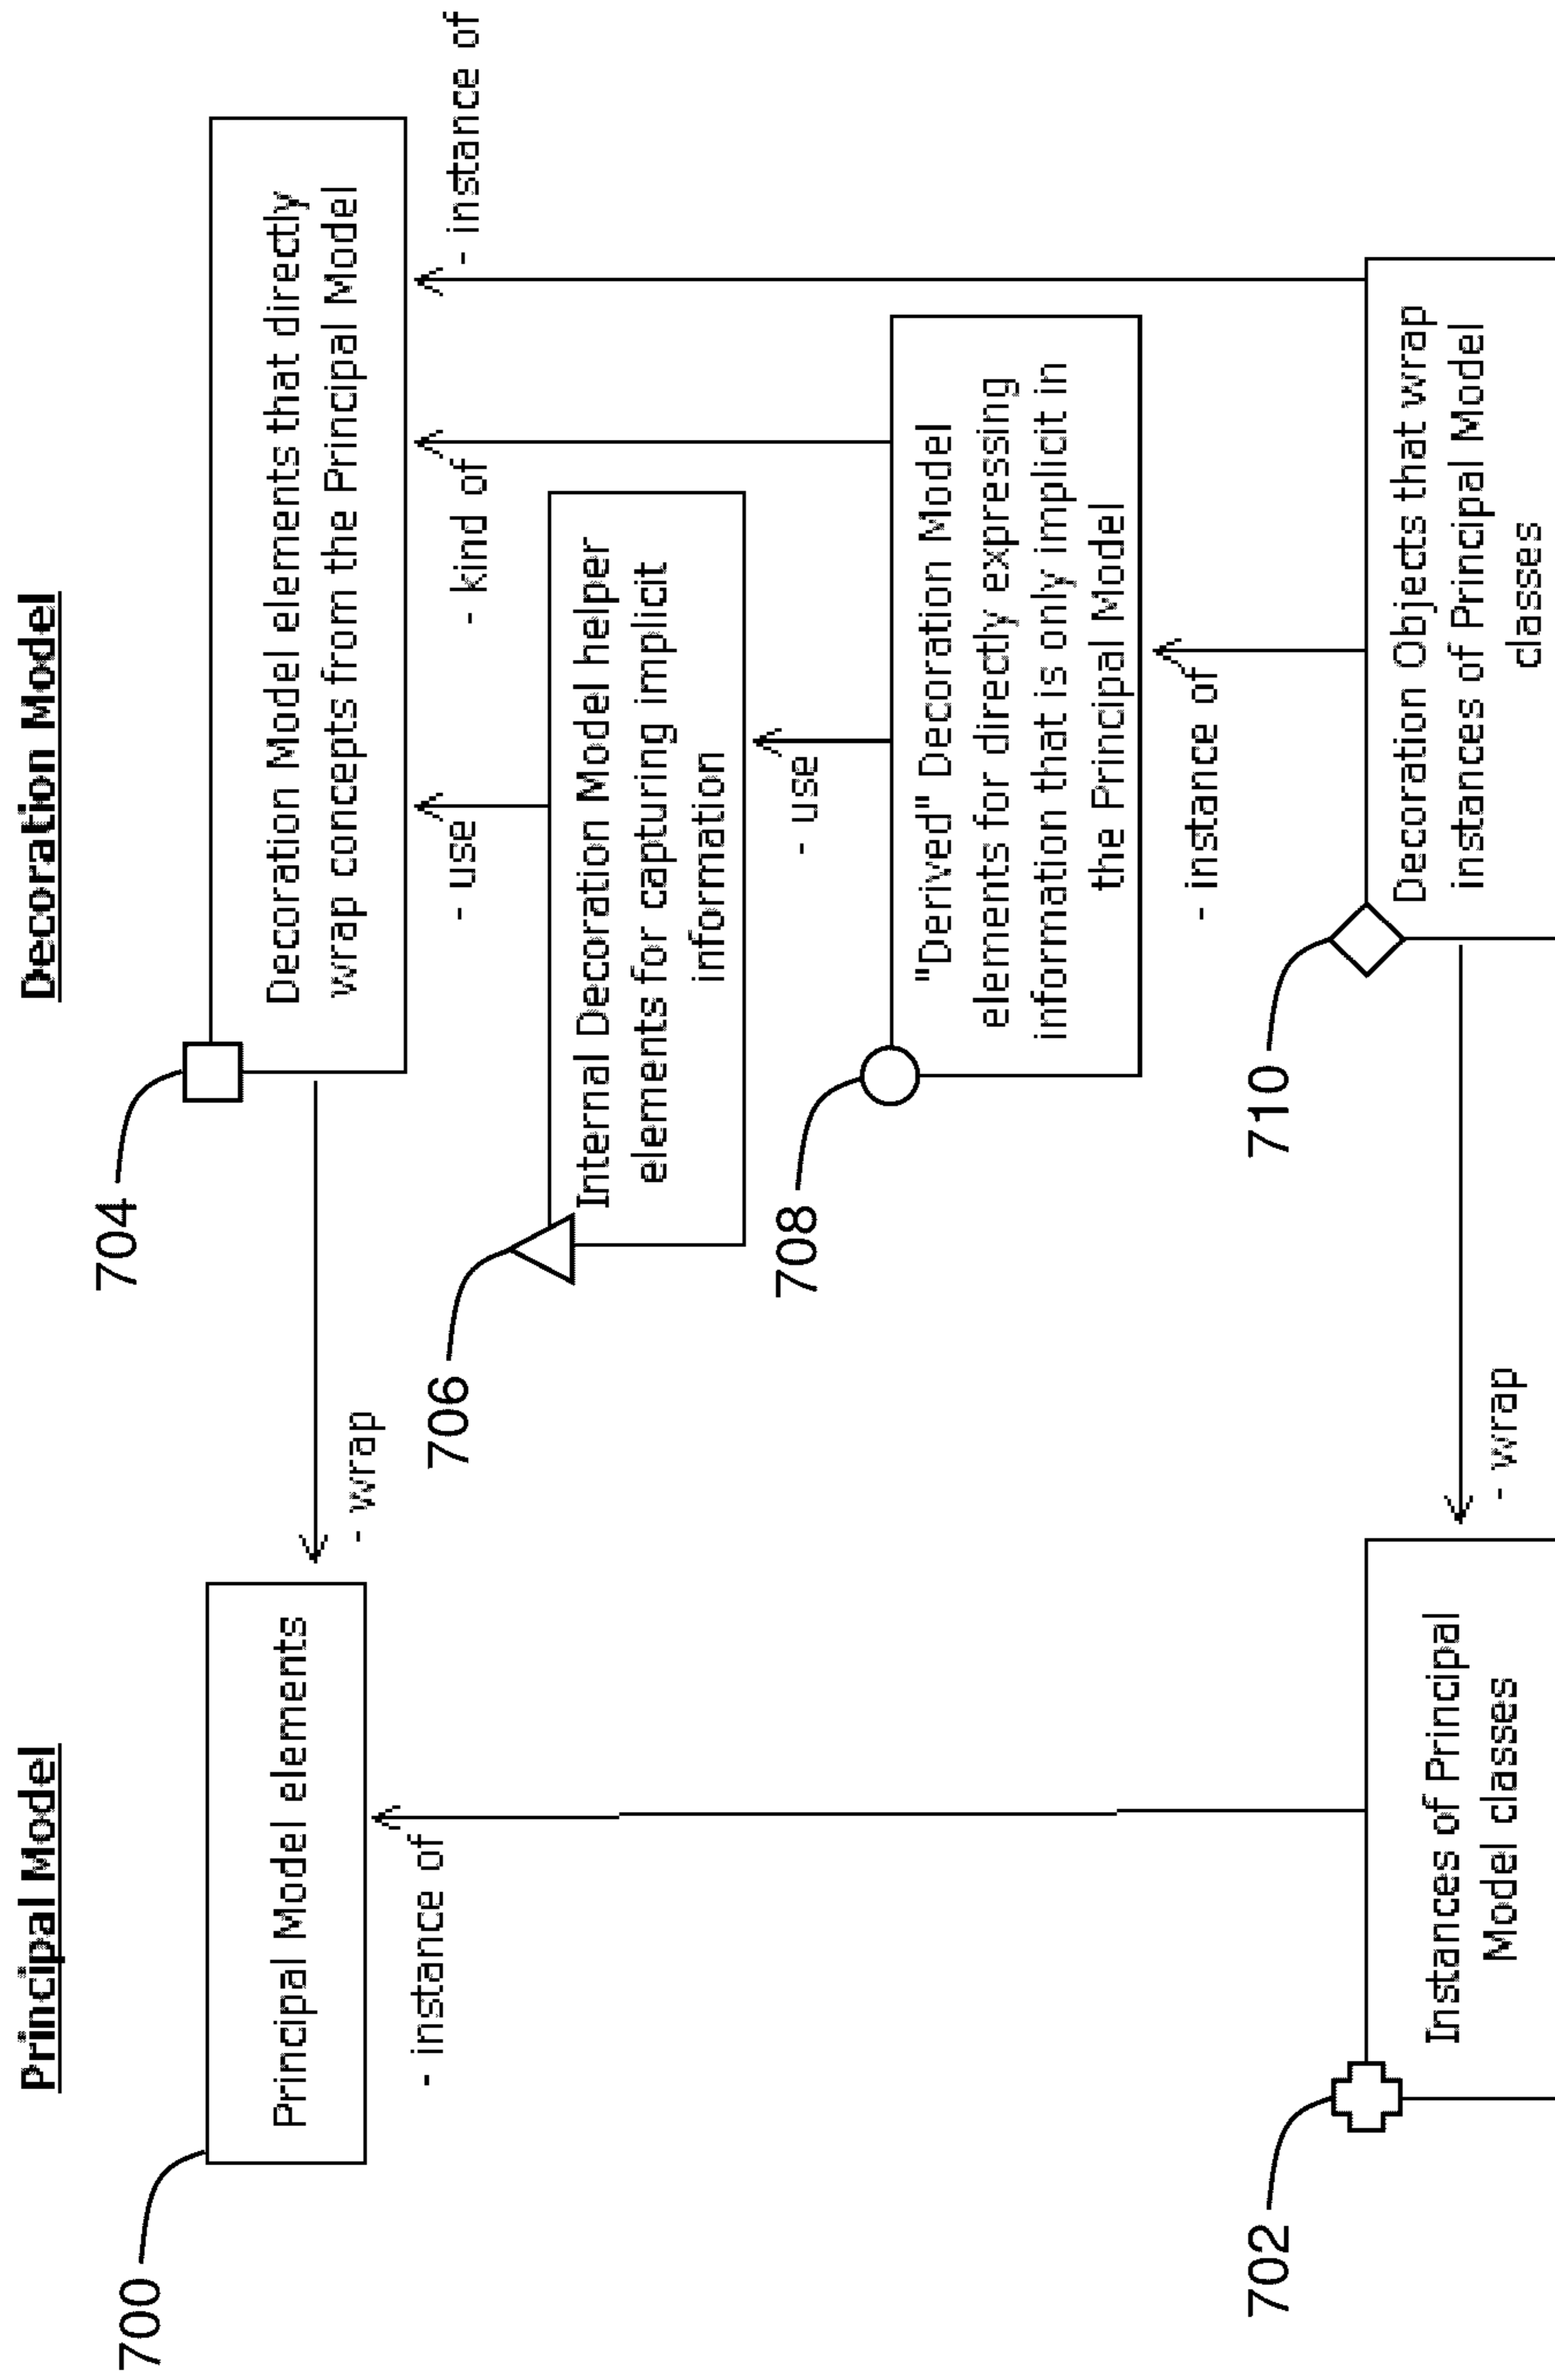 Principal Model
Decoration Model
700
Principal Model elements
- instance of
- wrap
704
Decoration Model elements that directly
wrap concepts from the Principal Model
- use
- kind of
- instance of
706
Internal Decoration Model helper
elements for capturing implicit
information
- use
708
"Derived" Decoration Model
elements for directly expressing
information that is only implicit in
the Principal Model
- instance of
702
Instances of Principal
Model classes
- wrap
710
Decoration Objects that wrap
instances of Principal Model
classes